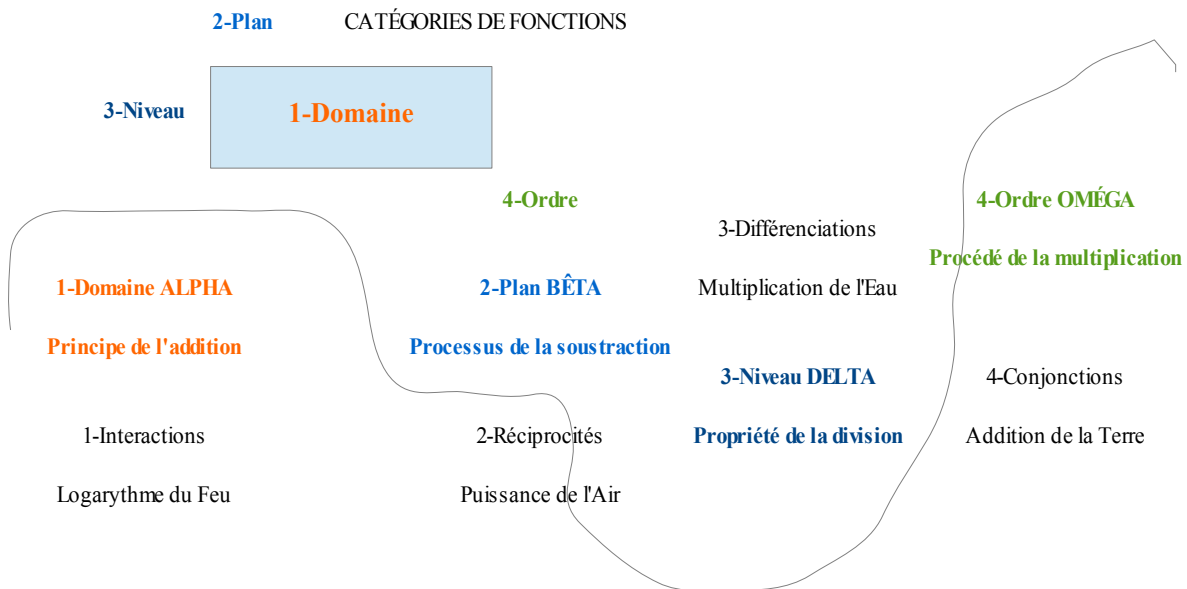 2-Plan CATÉGORIES DE FONCTIONS
3-Niveau 1-Domaine
4-Ordre
4-Ordre OMÉGA
3-Différenciations
Procédé de la multiplication
1-Domaine ALPHA
2-Plan BÊTA
Multiplication de l'Eau
Principe de l'addition
Processus de la soustraction
3-Niveau DELTA
4-Conjonctions
1-Interactions
2-Réciprocités
Propriété de la division
Addition de la Terre
Logarythme du Feu
Puissance de l'Air